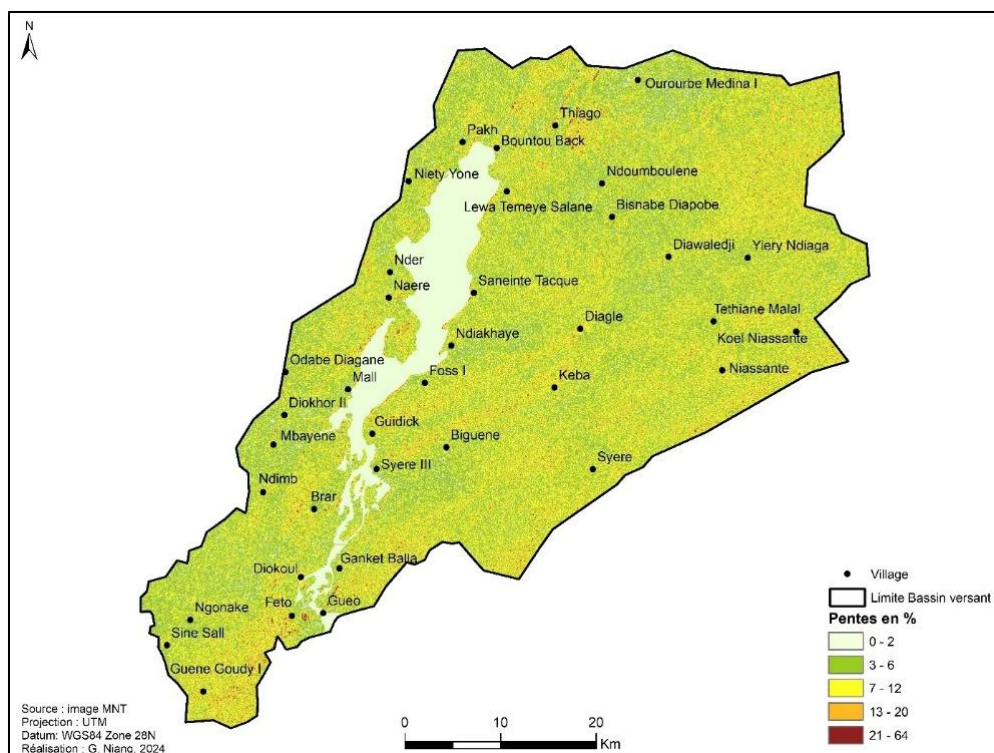 N
Ourourbe Medina I
Thiago
Pakh
Bountou Back
Niety Yone
Ndoumboulene
Lewa Temeye Salane
Bisnabe Diapobe
Diawaledji
Yiery Ndiaga
Nder
Naere
Saneinte Tacque
Tethiane Malal
Diagle
Koel Niassante
Ndiakhaye
Odabe Diagane
Mall
Foss I
Keba
Niassante
Diokhor II
Guidick
Mbayene
Biguene
Syere III
Syere
Ndimb
Brar
Ganket Balla
Diokoul
Feto
Gueo
Ngonake
Sine Sall
Guene Goudy I
Village
Limite Bassin versant
Pentes en %
0 - 2
3 - 6
7 - 12
13 - 20
21 - 64
Source : image MNT
Projection : UTM
Datum: WGS84 Zone 28N
Réalisation : G. Niang, 2024
0 10 20
Km